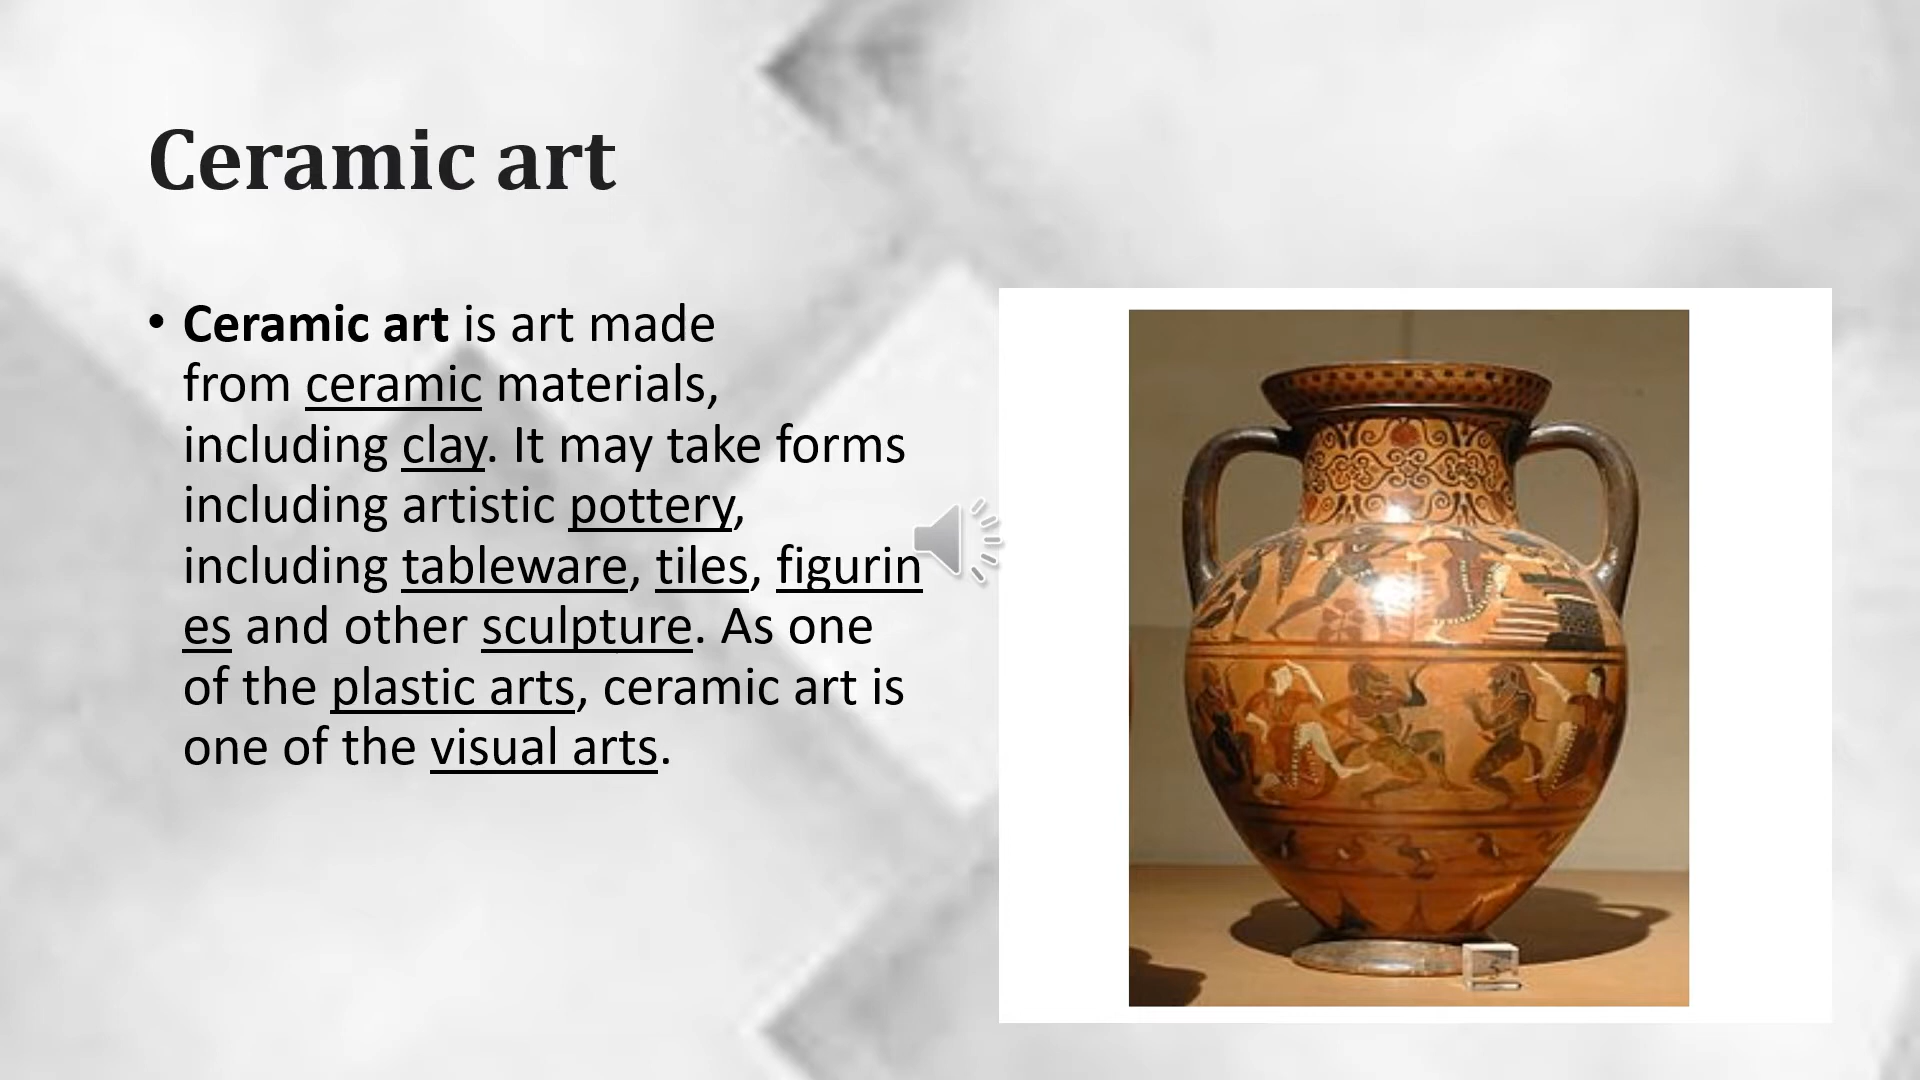 Ceramic art
• Ceramic art is art made
from ceramic materials,
including clay. It may take forms
including artistic pottery,
including tableware, tiles, figurin
es and other sculpture. As one
of the plastic arts, ceramic art is
one of the visual arts.